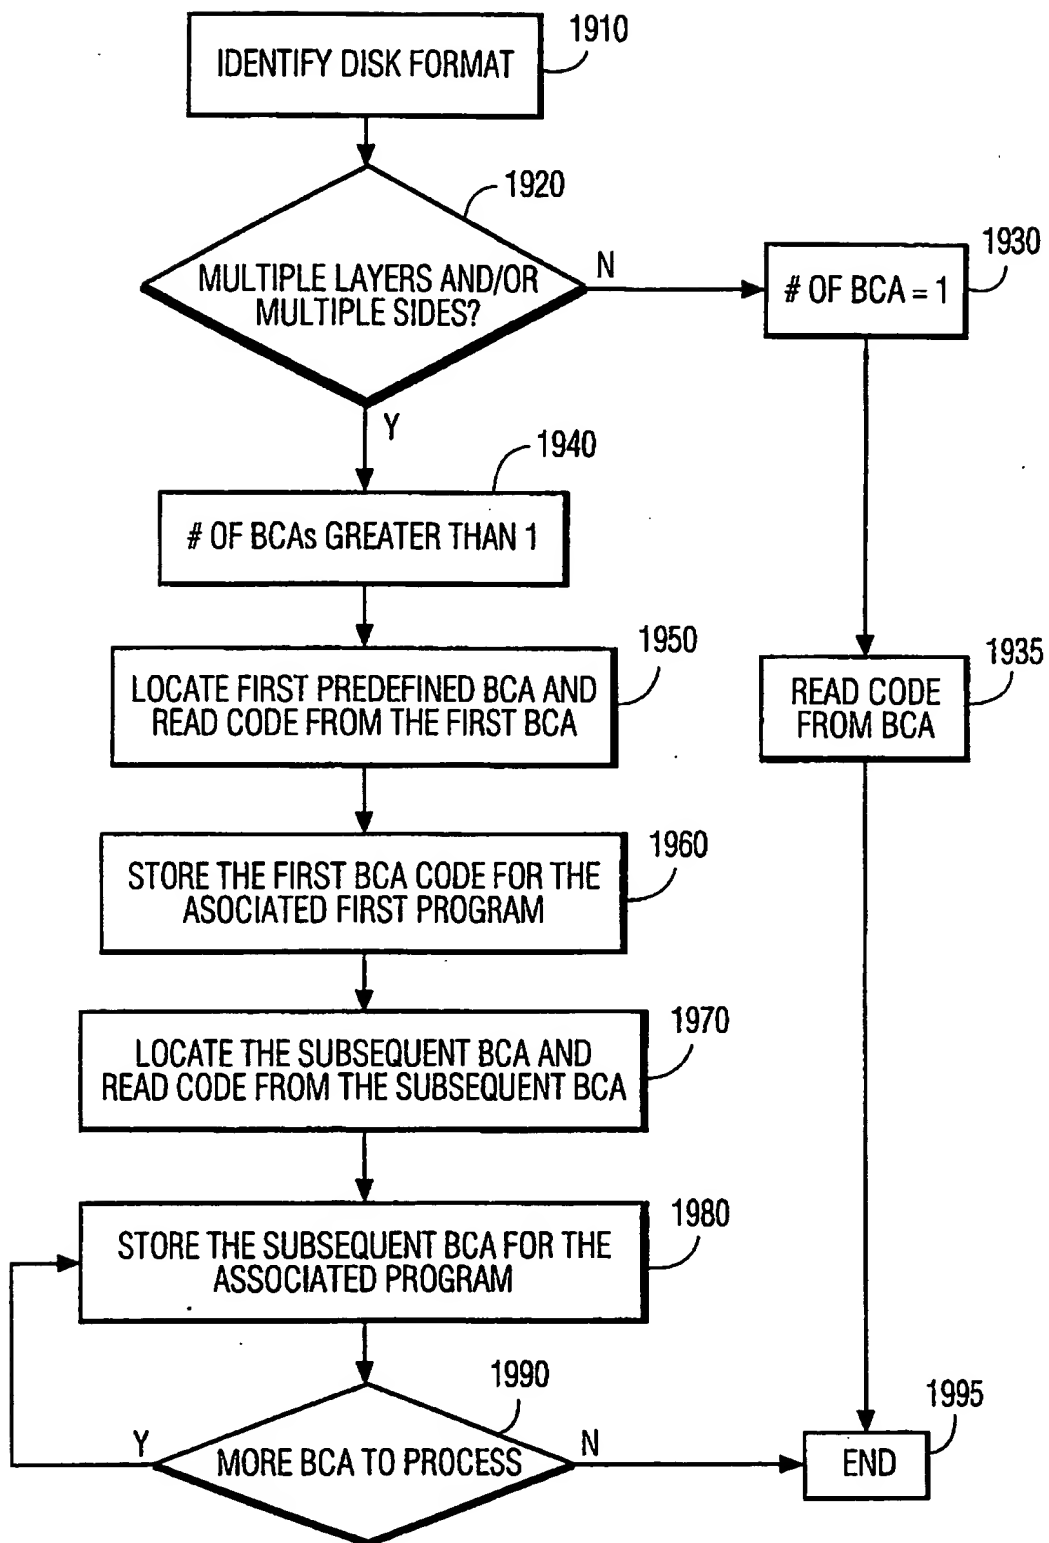 IDENTIFY DISK FORMAT
1910
1920
MULTIPLE LAYERS AND/OR
MULTIPLE SIDES?
N
Y
# OF BCA = 1
1930
1940
# OF BCAs GREATER THAN 1
1950
LOCATE FIRST PREDEFINED BCA AND
READ CODE FROM THE FIRST BCA
1935
READ CODE
FROM BCA
1960
STORE THE FIRST BCA CODE FOR THE
ASOCIATED FIRST PROGRAM
1970
LOCATE THE SUBSEQUENT BCA AND
READ CODE FROM THE SUBSEQUENT BCA
1980
STORE THE SUBSEQUENT BCA FOR THE
ASSOCIATED PROGRAM
1990
Y
MORE BCA TO PROCESS
N
1995
END